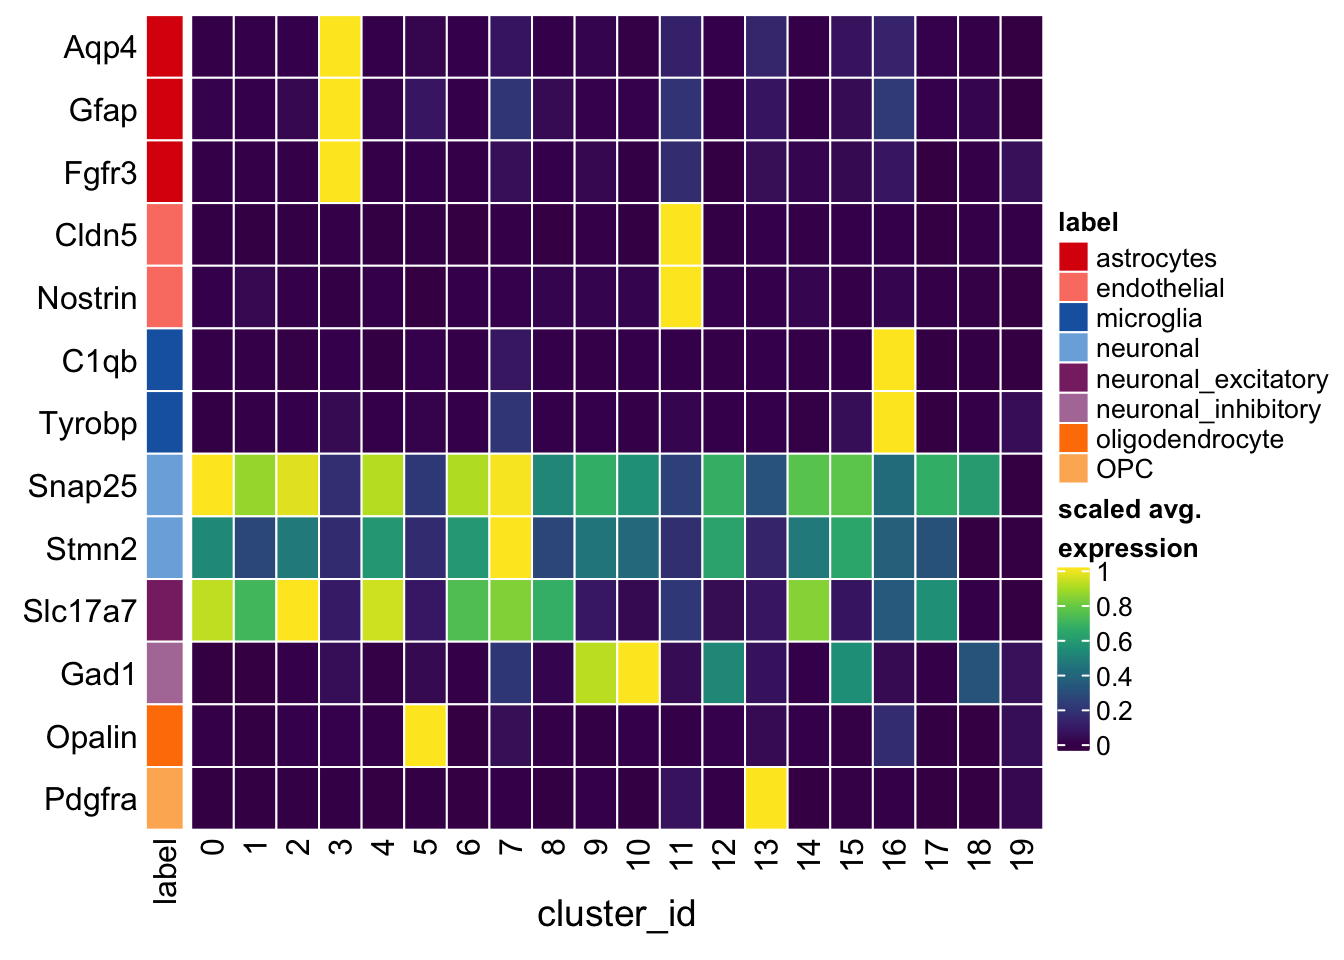 Aqp4
Gfap
Fgfr3
Cldn5
Nostrin
C1qb
Tyrobp
Snap25
Stmn2
Slc17a7
Gad1
Opalin
Pdgfra
label
0
1
2
3
4
5
6
7
8
9
10
11
12
13
14
15
16
17
18
19
cluster_id
label
astrocytes
endothelial
microglia
neuronal
neuronal_excitatory
neuronal_inhibitory
oligodendrocyte
OPC
scaled avg.
expression
1
0.8
0.6
0.4
0.2
0